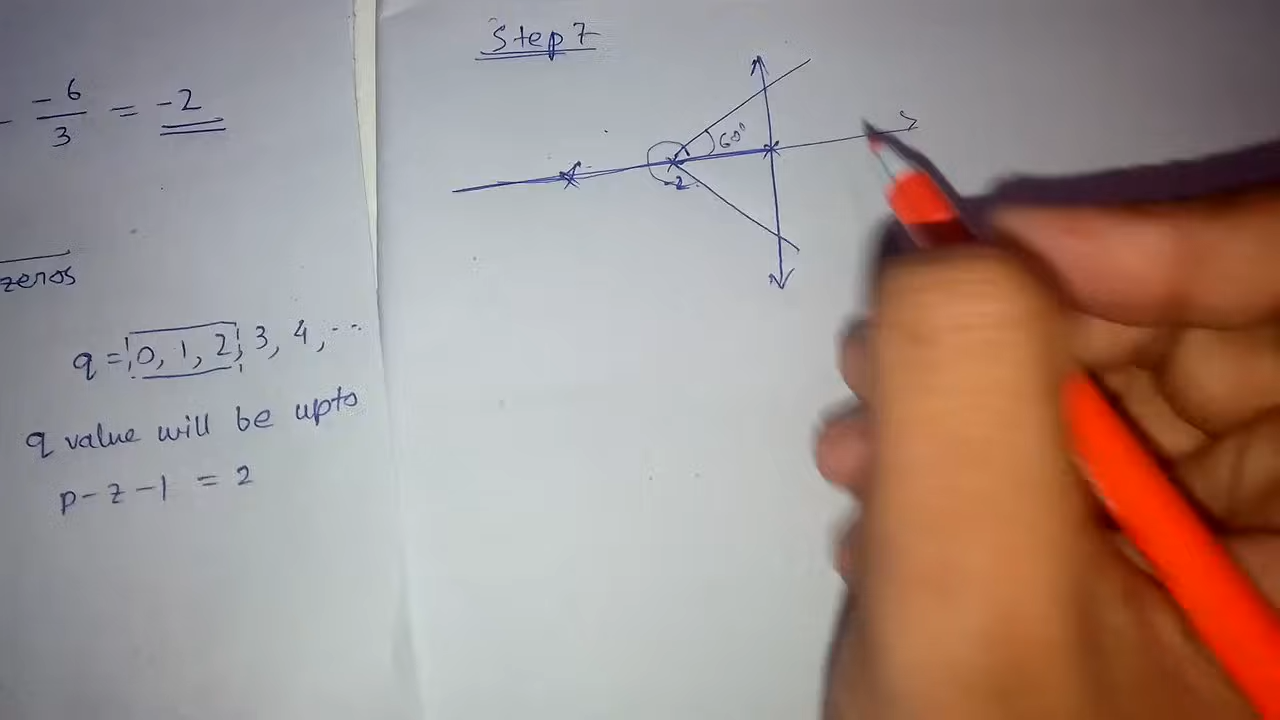 - -6/3 = -2
zeros
q = 0, 1, 2, 3, 4, ...
q value will be upto
p - z - 1 = 2
Step 7
60°
-2